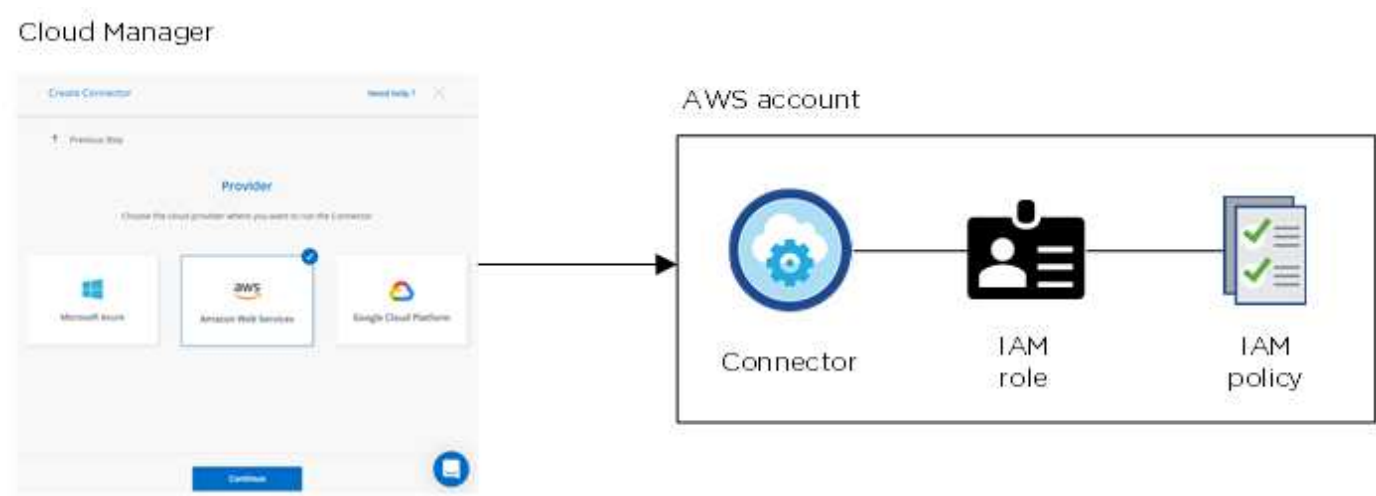 Cloud Manager
Create Connector
Need help ?
AWS account
Previous Step
Provider
Choose the cloud provider where you want to run the Connector
aws
Microsoft Azure
Amazon Web Services
Google Cloud Platform
Continue
Connector
IAM
role
IAM
policy